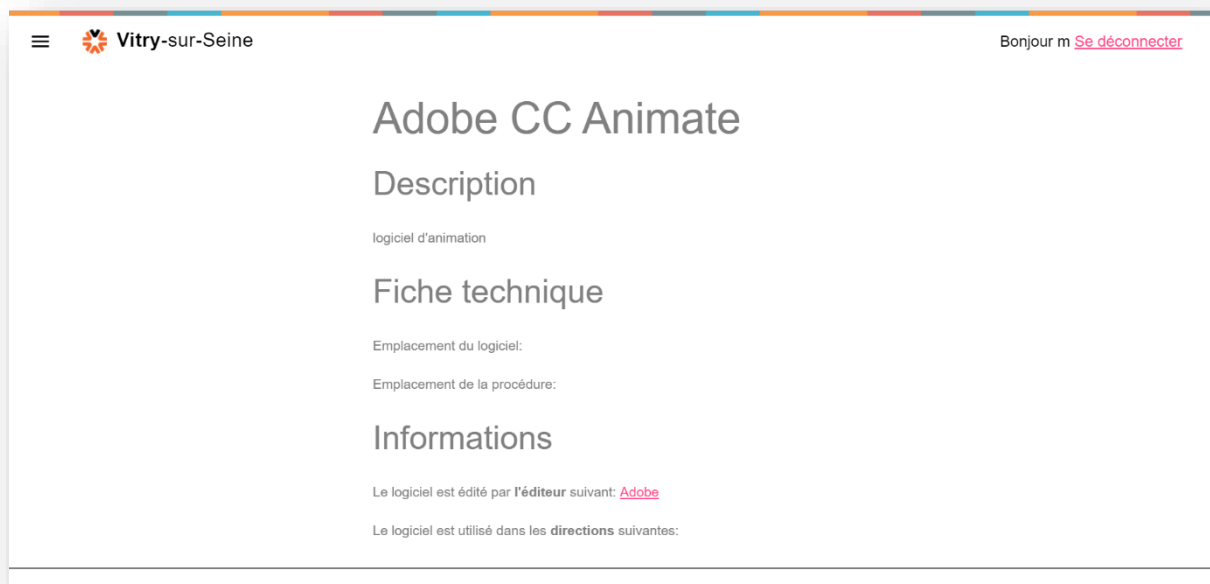 Vitry-sur-Seine
Bonjour m Se déconnecter
Adobe CC Animate
Description
logiciel d'animation
Fiche technique
Emplacement du logiciel:
Emplacement de la procédure:
Informations
Le logiciel est édité par l'éditeur suivant: Adobe
Le logiciel est utilisé dans les directions suivantes: